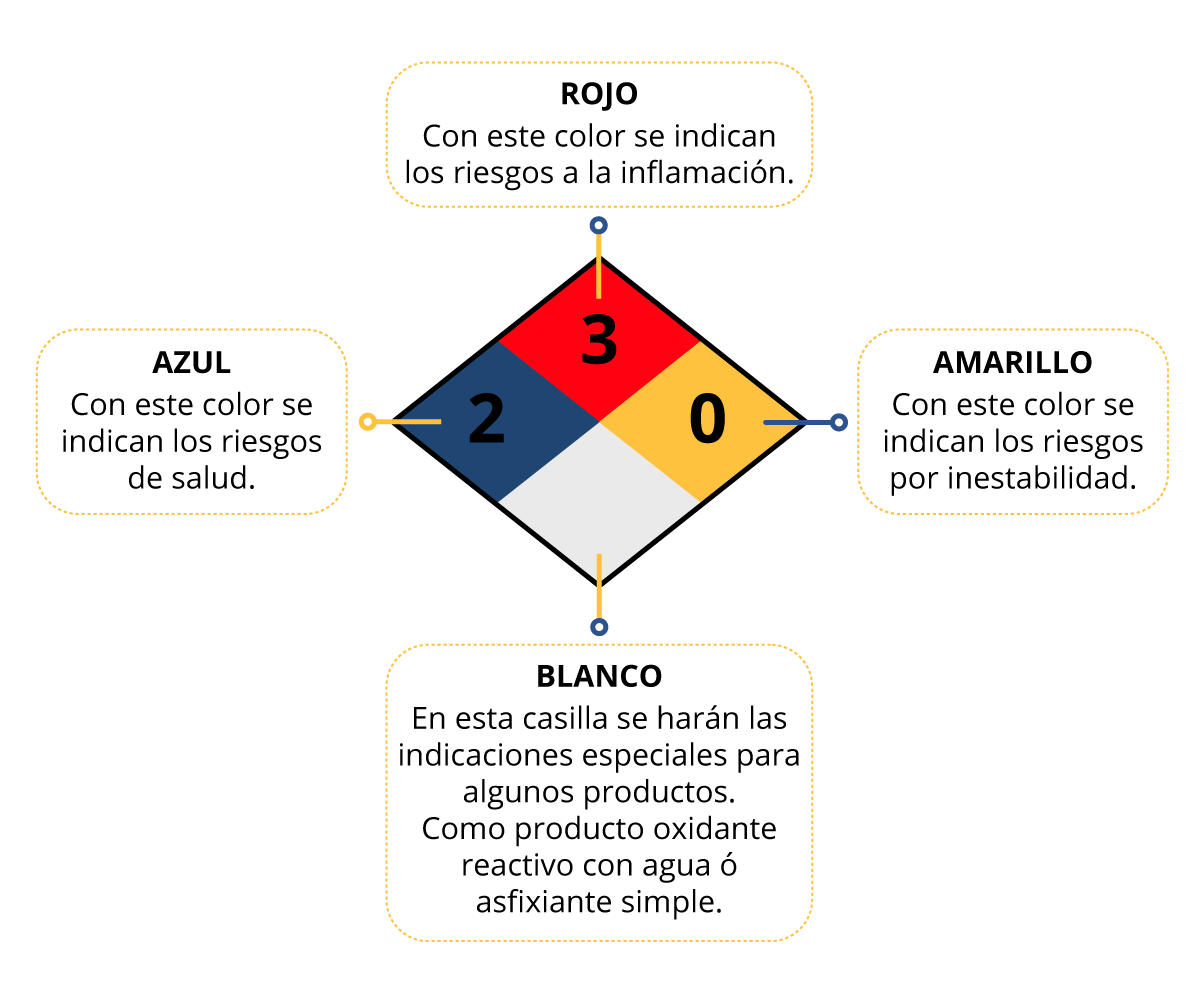 ROJO
Con este color se indican
los riesgos a la inflamación.
3
AZUL
Con este color se
indican los riesgos
de salud.
2
0
AMARILLO
Con este color se
indican los riesgos
por inestabilidad.
BLANCO
En esta casilla se harán las
indicaciones especiales para
algunos productos.
Como producto oxidante
reactivo con agua ó
asfixiante simple.